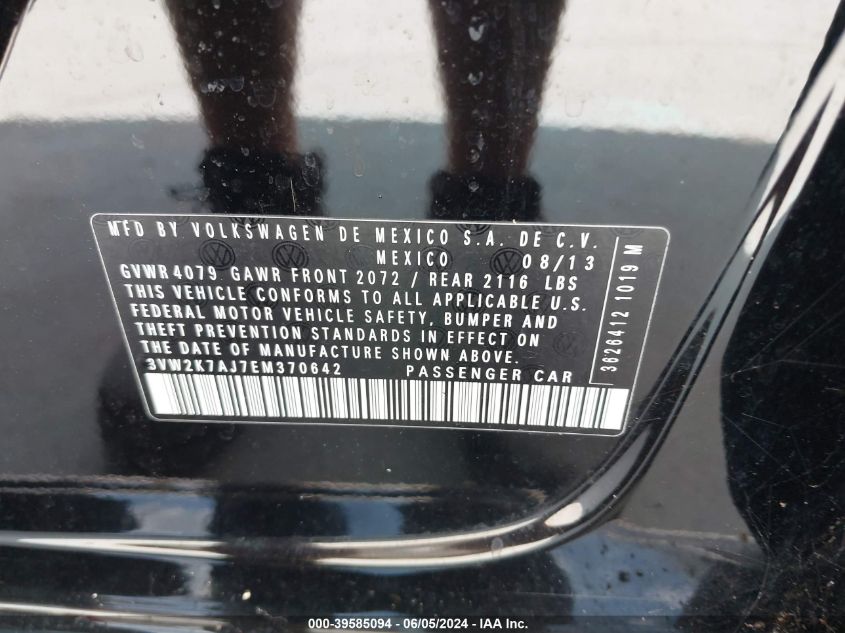 MFD BY VOLKSWAGEN DE MEXICO S.A. DE C.V.
MEXICO 08/13
GVWR 4079 GAWR FRONT 2072 / REAR 2116 LBS
THIS VEHICLE CONFORMS TO ALL APPLICABLE U.S.
FEDERAL MOTOR VEHICLE SAFETY, BUMPER AND
THEFT PREVENTION STANDARDS IN EFFECT ON
THE DATE OF MANUFACTURE SHOWN ABOVE.
3VW2K7AJ7EM370642 PASSENGER CAR
3626412 1019 M
000-39585094 - 06/05/2024 - IAA Inc.